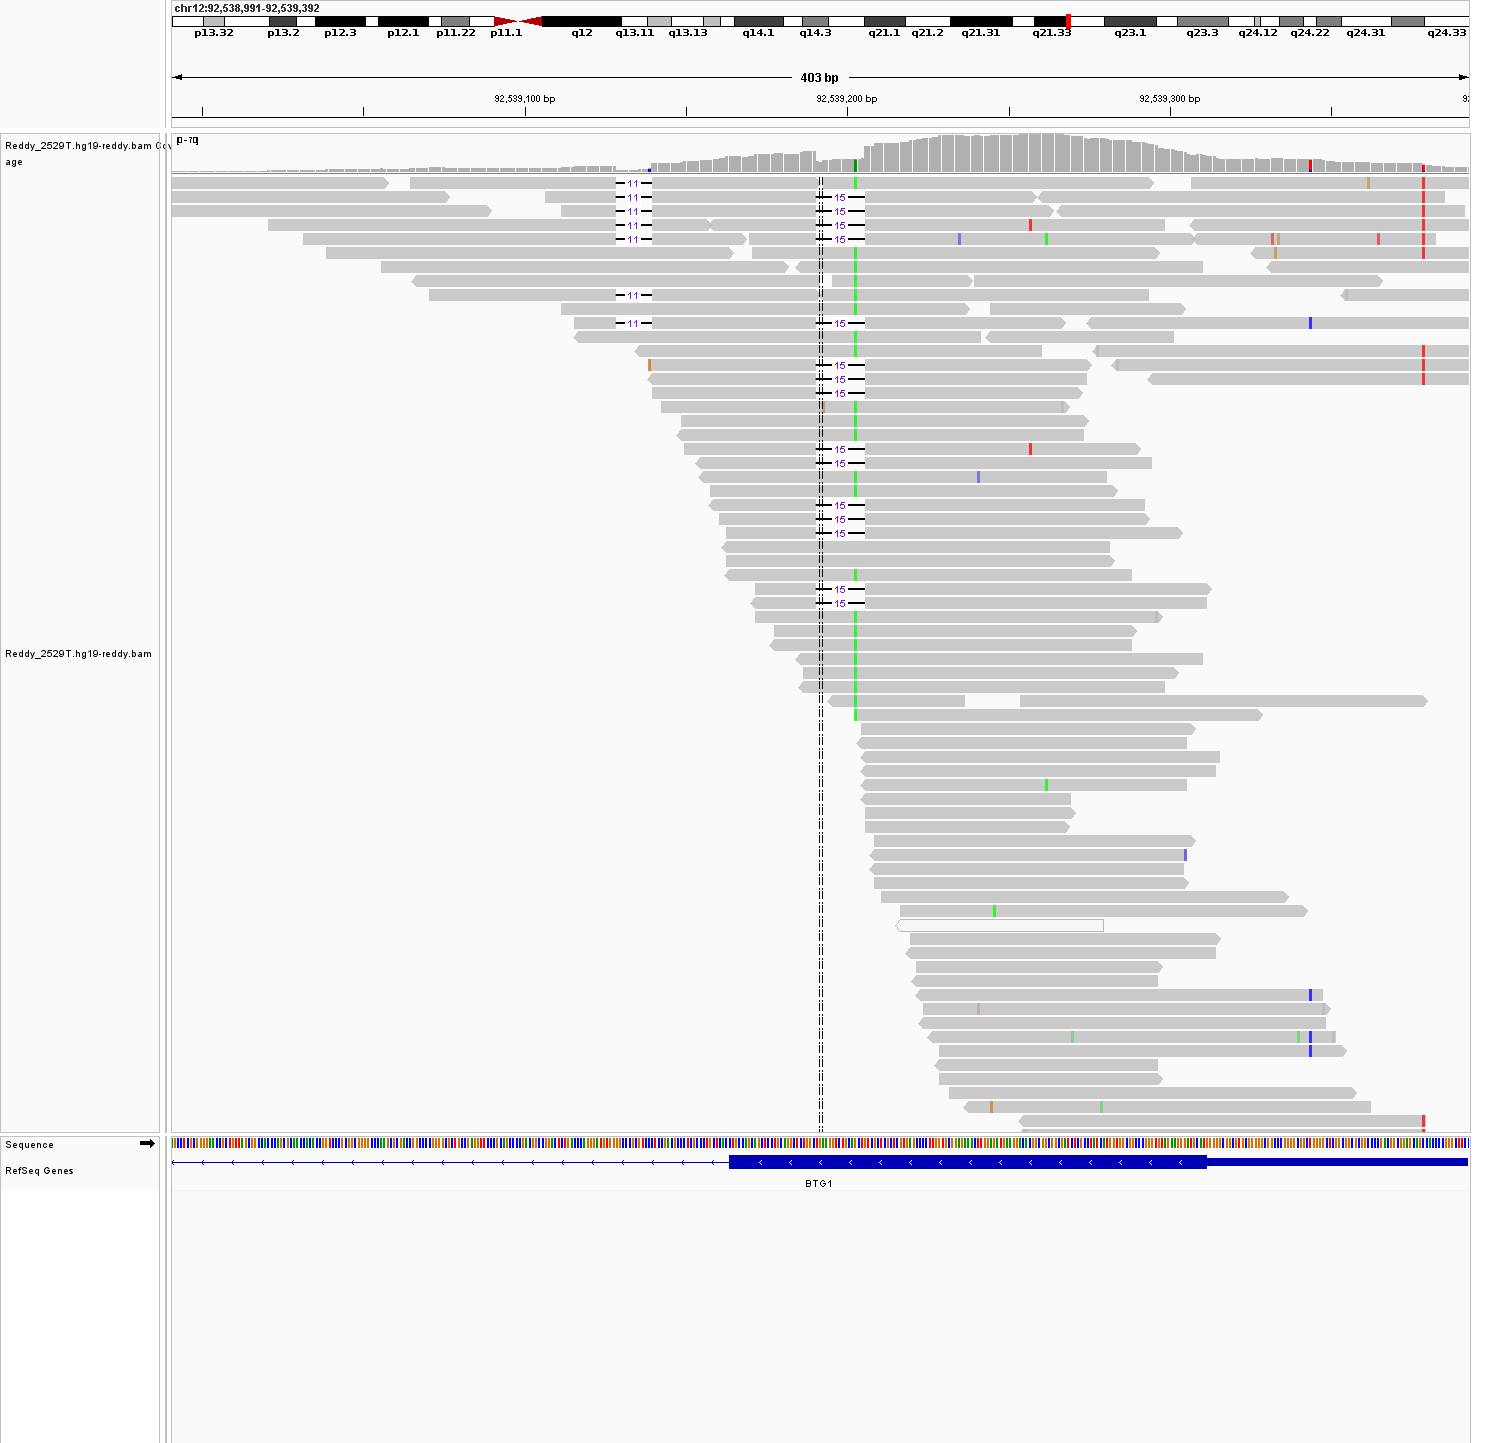 chr12:92,538,991-92,539,392
p13.32 p13.2 p12.3 p12.1 p11.22 p11.1 q12 q13.11 q13.13 q14.1 q14.3 q21.1 q21.2 q21.31 q21.33 q23.1 q23.3 q24.12 q24.22 q24.31 q24.33
403 bp
92,539,100 bp 92,539,200 bp 92,539,300 bp 92
Reddy_2529T.hg19-reddy.bam Cov
age
11
11 15
11 15
11 15
11 15
11
11 15
15
15
15
15
15
15
15
15
15
15
Reddy_2529T.hg19-reddy.bam
Sequence
RefSeq Genes
BTG1